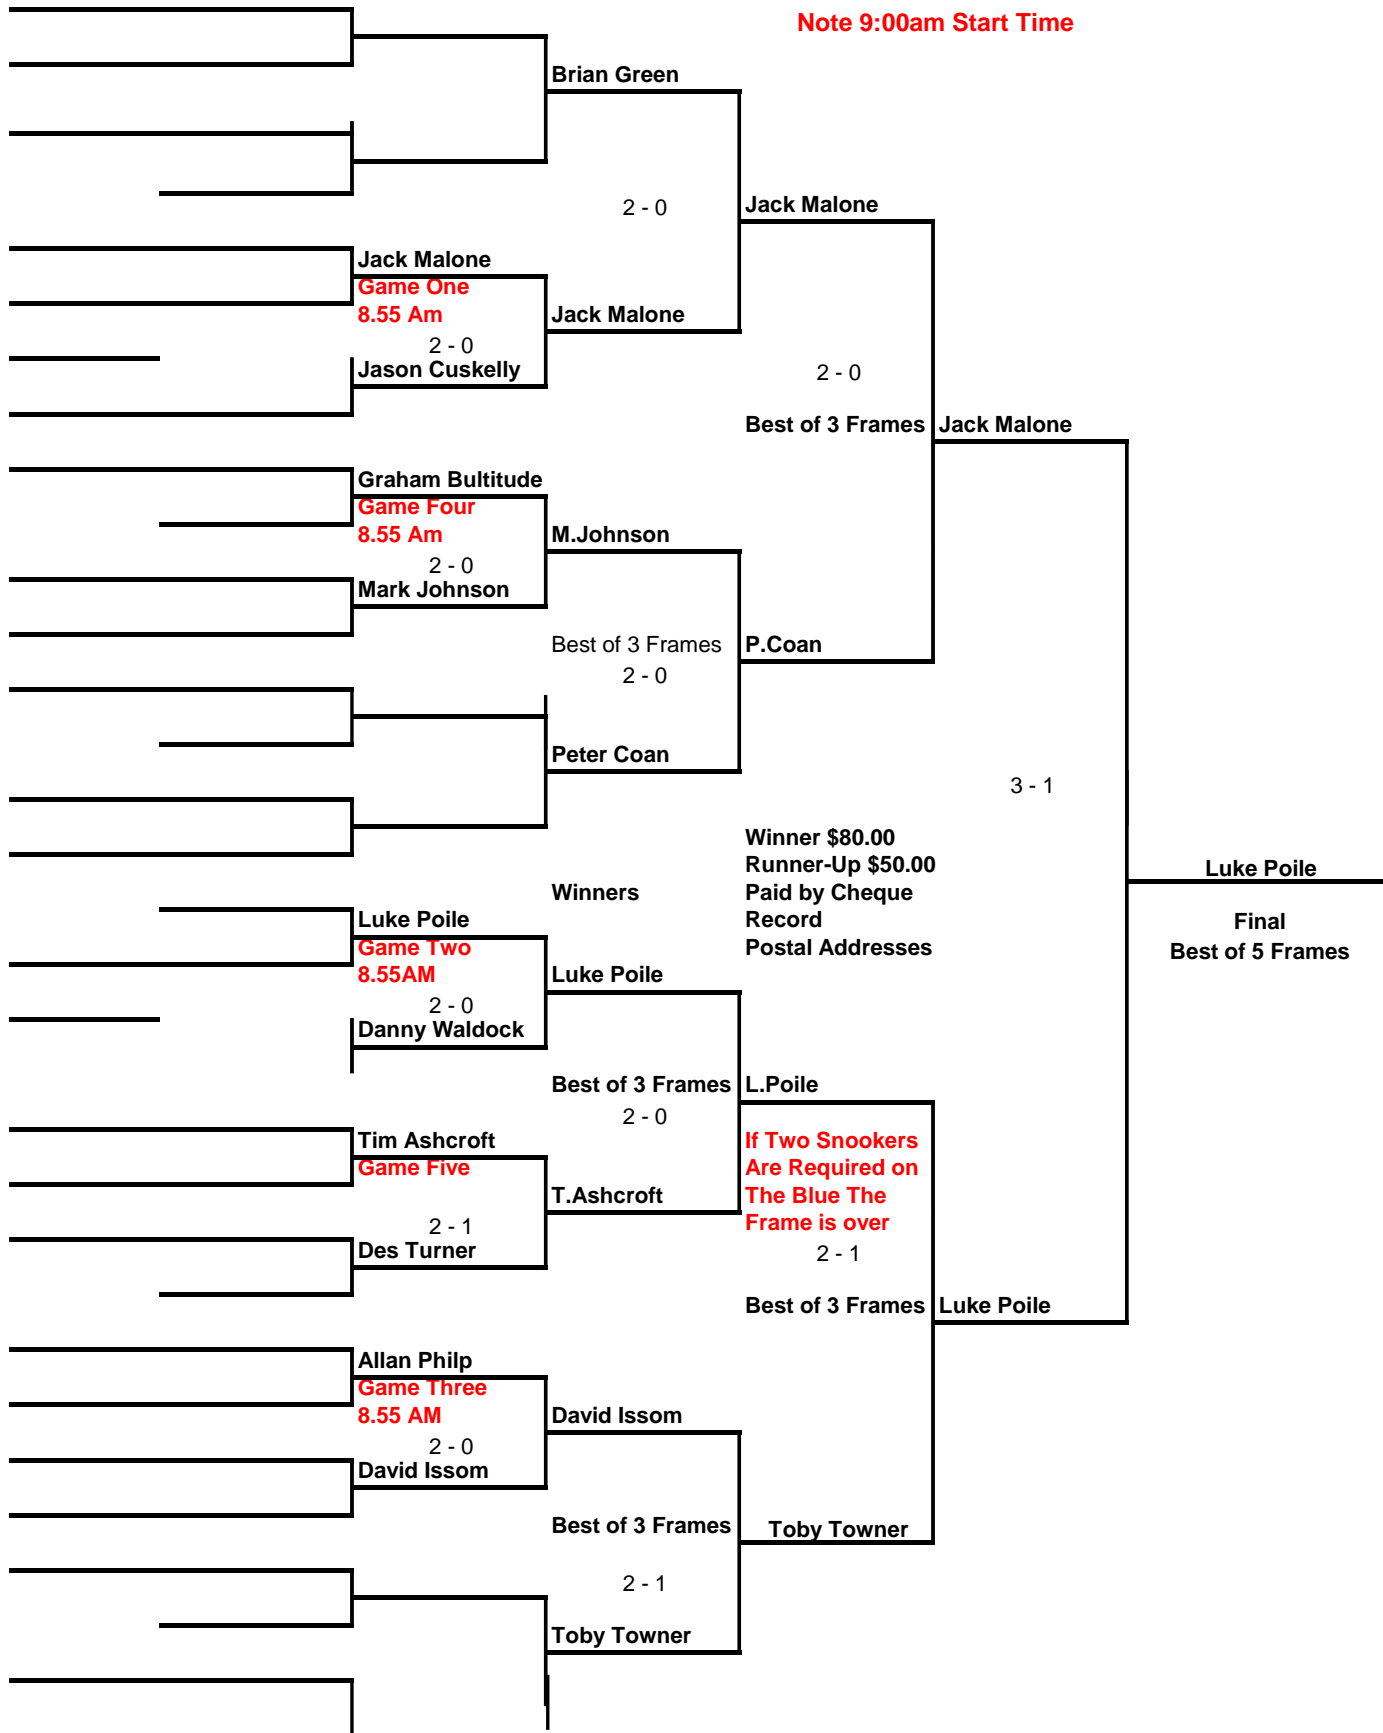 Note 9:00am Start Time
Brian Green
2 - 0
Jack Malone
Jack Malone
Game One
8.55 Am
Jack Malone
2 - 0
Jason Cuskelly
2 - 0
Best of 3 Frames
Jack Malone
Graham Bultitude
Game Four
8.55 Am
M.Johnson
2 - 0
Mark Johnson
Best of 3 Frames
P.Coan
2 - 0
Peter Coan
3 - 1
Winner $80.00
Runner-Up $50.00
Winners
Paid by Cheque
Record
Postal Addresses
Luke Poile
Final
Best of 5 Frames
Luke Poile
Game Two
8.55AM
Luke Poile
2 - 0
Danny Waldock
Best of 3 Frames
L.Poile
2 - 0
Tim Ashcroft
Game Five
If Two Snookers
Are Required on
The Blue The
Frame is over
T.Ashcroft
2 - 1
Des Turner
2 - 1
Best of 3 Frames
Luke Poile
Allan Philp
Game Three
8.55 AM
David Issom
2 - 0
David Issom
Best of 3 Frames
Toby Towner
2 - 1
Toby Towner